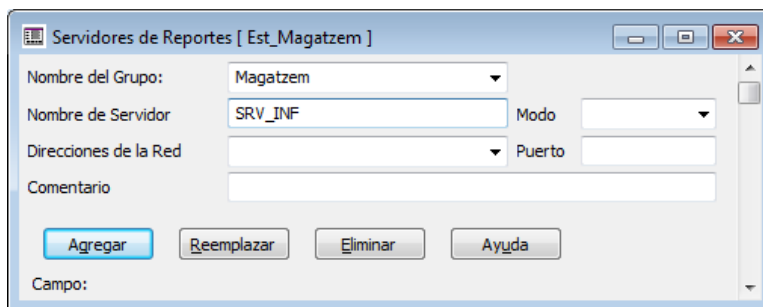 Servidores de Reportes [ Est_Magatzem ]
Nombre del Grupo: Magatzem
Nombre de Servidor SRV_INF Modo
Direcciones de la Red Puerto
Comentario
Agregar Reemplazar Eliminar Ayuda
Campo: